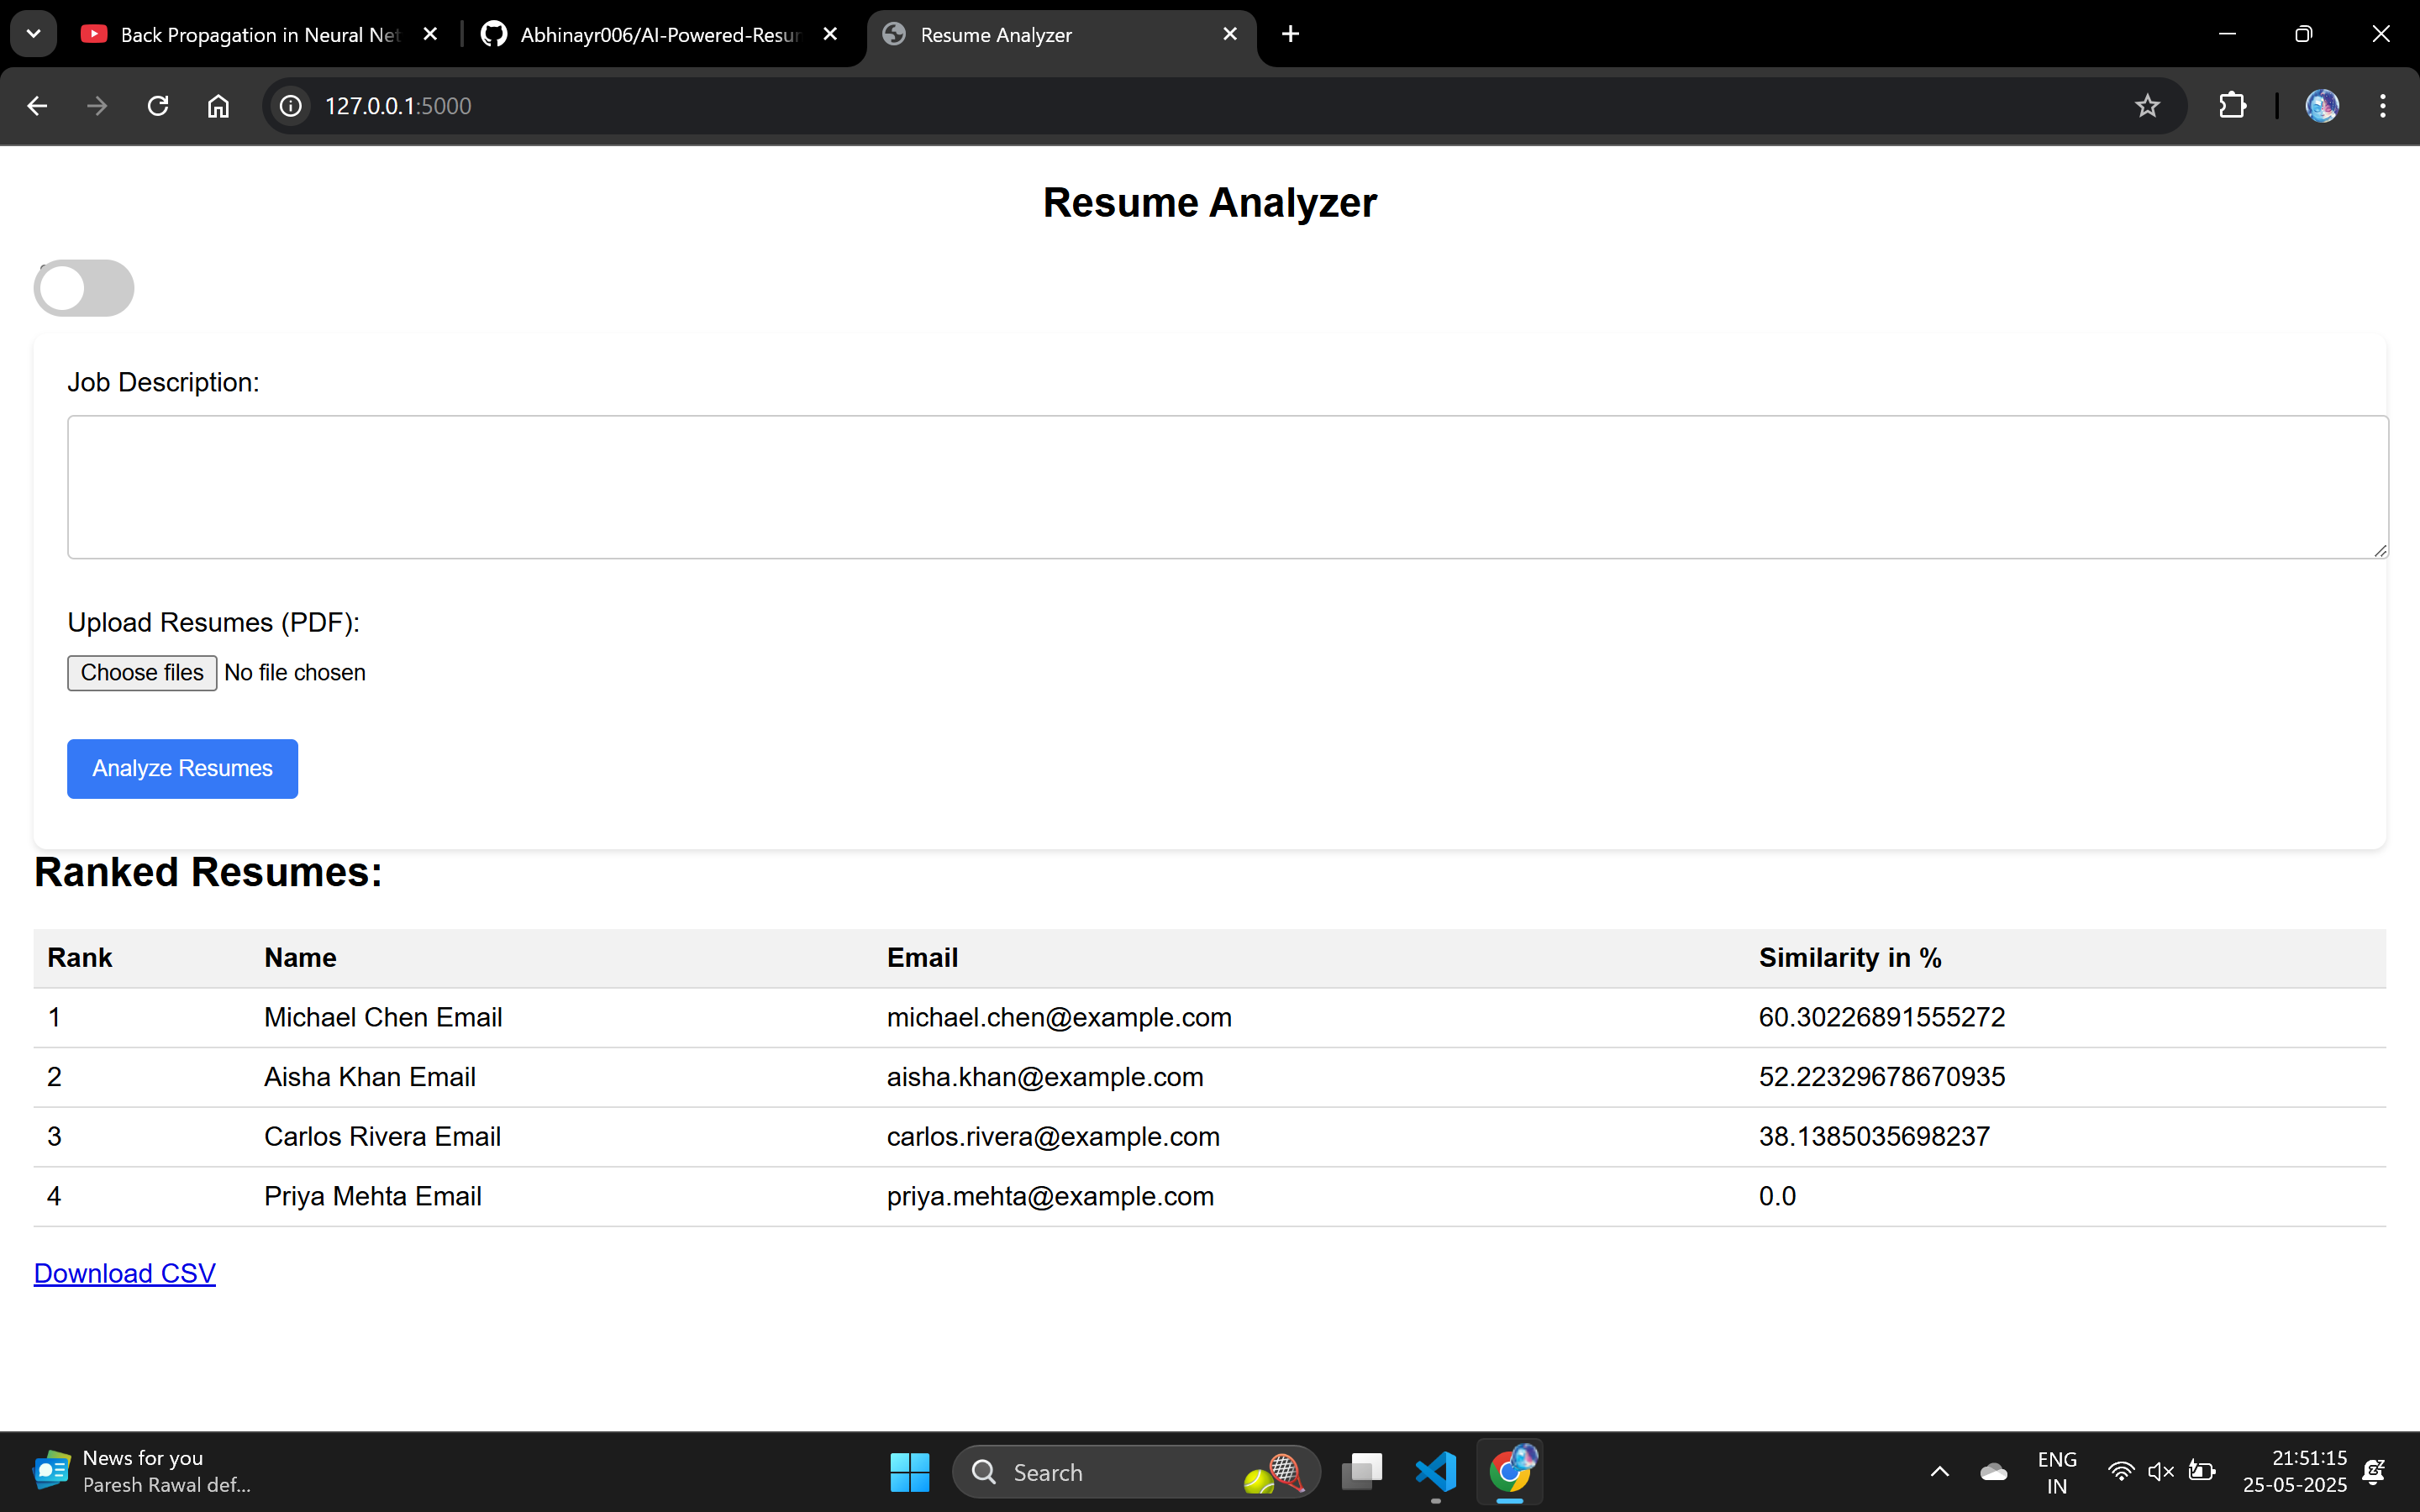 Back Propagation in Neural Net
Abhinayr006/AI-Powered-Resur
Resume Analyzer
127.0.0.1:5000
Resume Analyzer
Job Description:
Upload Resumes (PDF):
Choose files No file chosen
Analyze Resumes
Ranked Resumes:
Rank Name Email Similarity in %
1 Michael Chen Email michael.chen@example.com 60.30226891555272
2 Aisha Khan Email aisha.khan@example.com 52.22329678670935
3 Carlos Rivera Email carlos.rivera@example.com 38.1385035698237
4 Priya Mehta Email priya.mehta@example.com 0.0
Download CSV
News for you
Paresh Rawal def...
Search
ENG
IN
21:51:15
25-05-2025